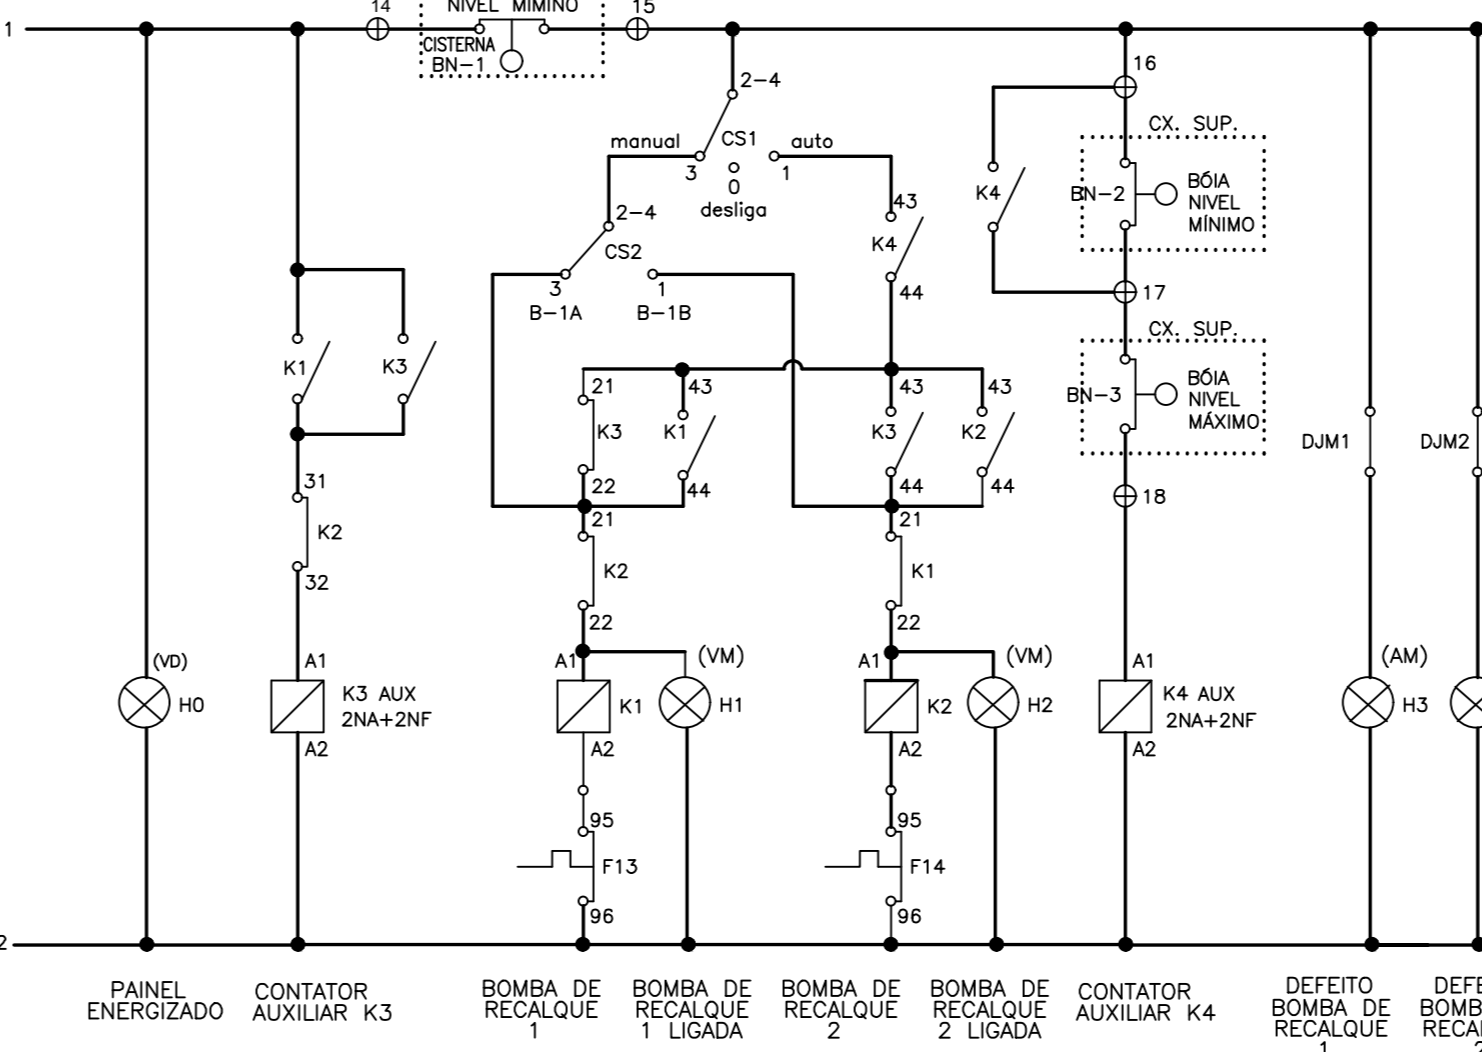 14
NIVEL MIMINO
15
1
CISTERNA
BN-1
2-4
16
CX. SUP.
manual
CS1
auto
3
0
1
desliga
K4
BN-2
BÓIA
NIVEL
MÍNIMO
43
K4
44
2-4
CS2
3
1
B-1A
B-1B
17
CX. SUP.
K1
K3
21
43
43
43
BN-3
BÓIA
NIVEL
MÁXIMO
K3
K1
K3
K2
DJM1
DJM2
22
44
44
44
31
18
21
21
K2
K2
K1
32
22
22
(VD)
A1
A1
(VM)
A1
(VM)
A1
(AM)
H0
K3 AUX
2NA+2NF
K1
H1
K2
H2
K4 AUX
2NA+2NF
H3
A2
A2
A2
A2
95
95
F13
F14
96
96
2
PAINEL
ENERGIZADO
CONTATOR
AUXILIAR K3
BOMBA DE
RECALQUE
1
BOMBA DE
RECALQUE
1 LIGADA
BOMBA DE
RECALQUE
2
BOMBA DE
RECALQUE
2 LIGADA
CONTATOR
AUXILIAR K4
DEFEITO
BOMBA DE
RECALQUE
1